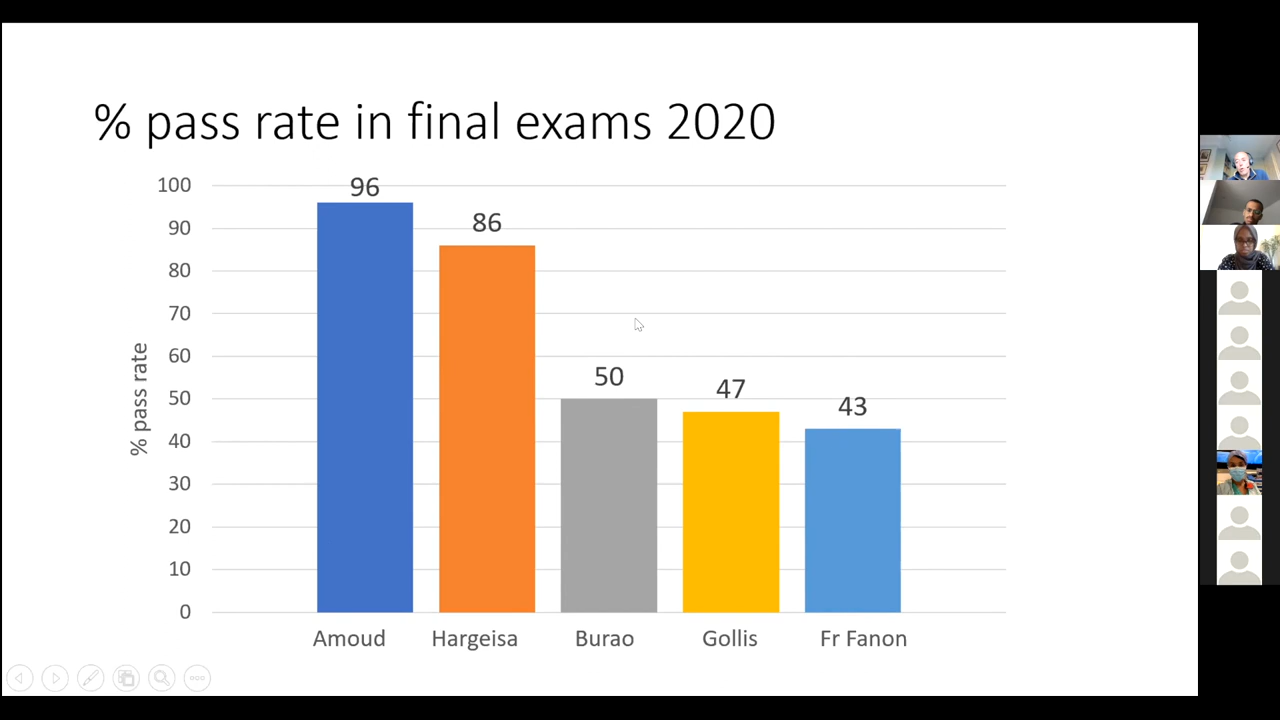 % pass rate in final exams 2020
100
90
80
70
60
50
40
30
20
10
0
% pass rate
96
86
50
47
43
Amoud
Hargeisa
Burao
Gollis
Fr Fanon